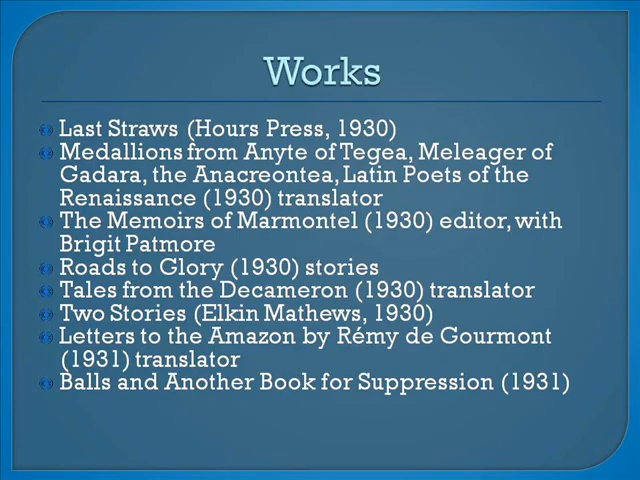 Works
Last Straws (Hours Press, 1930)
Medallions from Anyte of Tegea, Meleager of
Gadara, the Anacreontea, Latin Poets of the
Renaissance (1930) translator
The Memoirs of Marmontel (1930) editor, with
Brigit Patmore
Roads to Glory (1930) stories
Tales from the Decameron (1930) translator
Two Stories (Elkin Mathews, 1930)
Letters to the Amazon by Rémy de Gourmont
(1931) translator
Balls and Another Book for Suppression (1931)